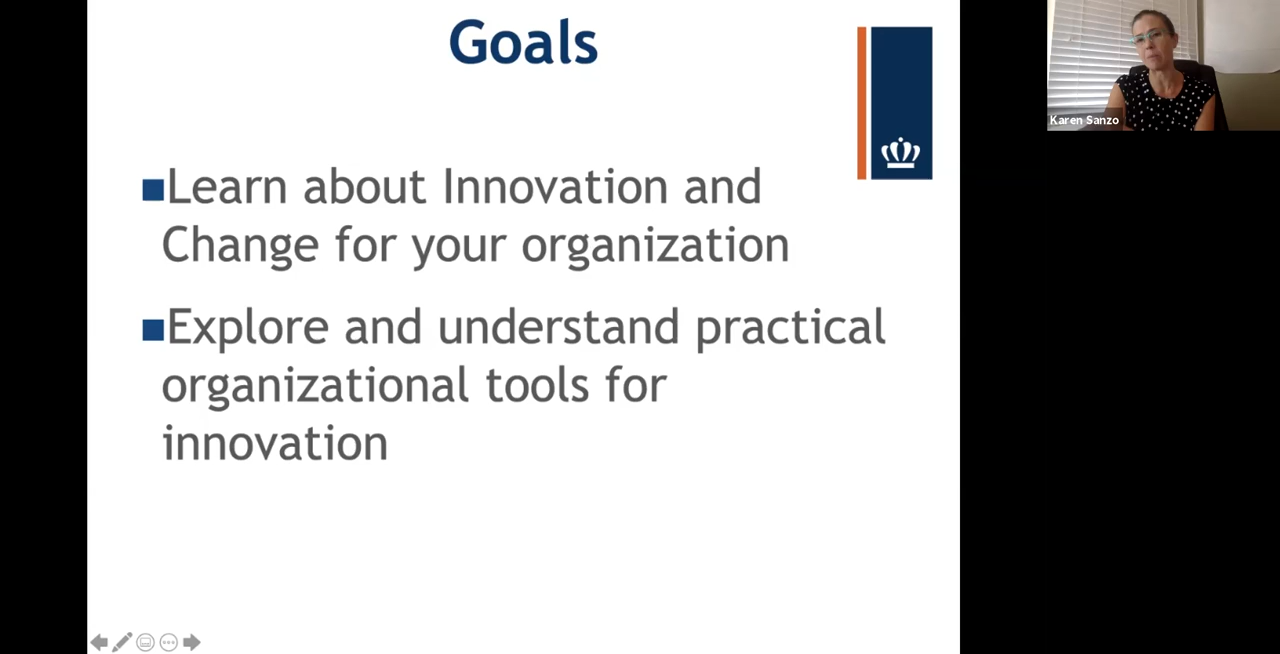 Goals
Learn about Innovation and
Change for your organization
Explore and understand practical
organizational tools for
innovation
Karen Sanzo